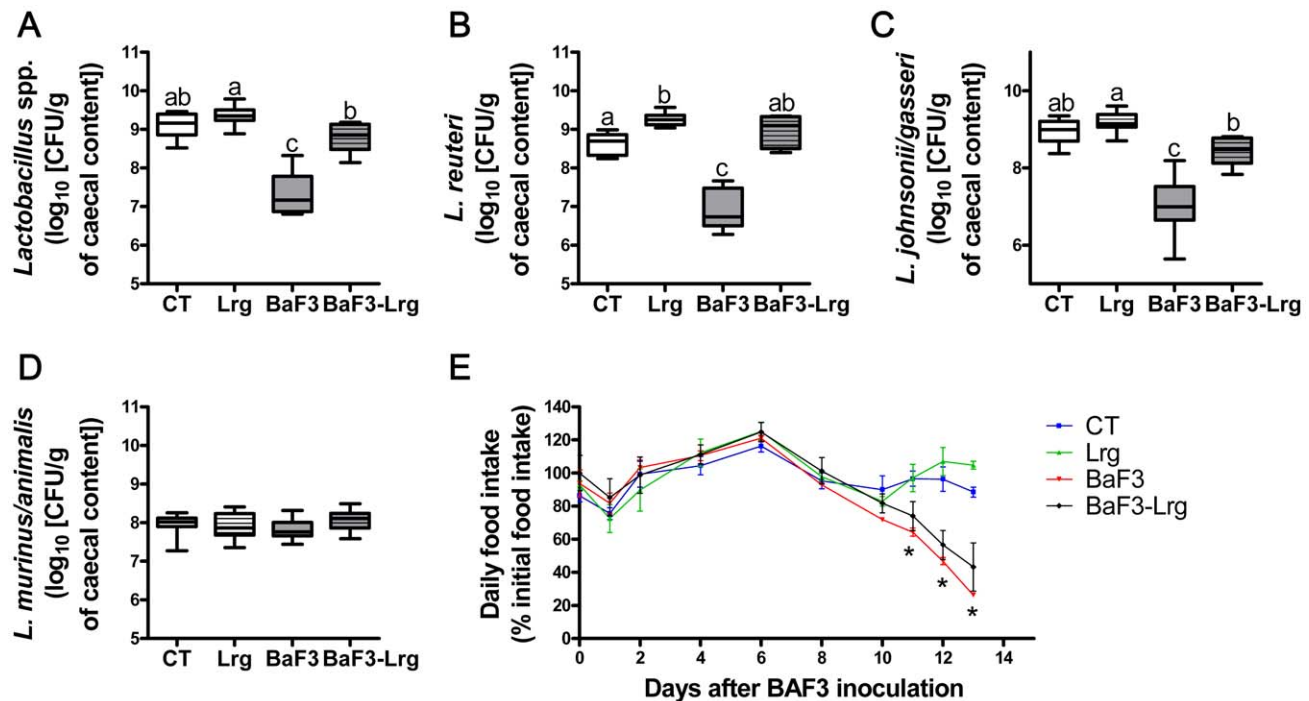 A
Lactobacillus spp.
(log10 [CFU/g
of caecal content])
11
10
9
8
7
6
5
ab
a
c
b
CT Lrg BaF3 BaF3-Lrg
B
L. reuteri
(log10 [CFU/g
of caecal content])
11
10
9
8
7
6
5
a
b
c
ab
CT Lrg BaF3 BaF3-Lrg
C
L. johnsonii/gasseri
(log10 [CFU/g
of caecal content])
10
9
8
7
6
ab
a
c
b
CT Lrg BaF3 BaF3-Lrg
D
L. murinus/animalis
(log10 [CFU/g
of caecal content])
11
10
9
8
7
6
5
CT Lrg BaF3 BaF3-Lrg
E
Daily food intake
(% initial food intake)
140
120
100
80
60
40
20
0
* * *
0 2 4 6 8 10 12 14
Days after BAF3 inoculation
CT
Lrg
BaF3
BaF3-Lrg